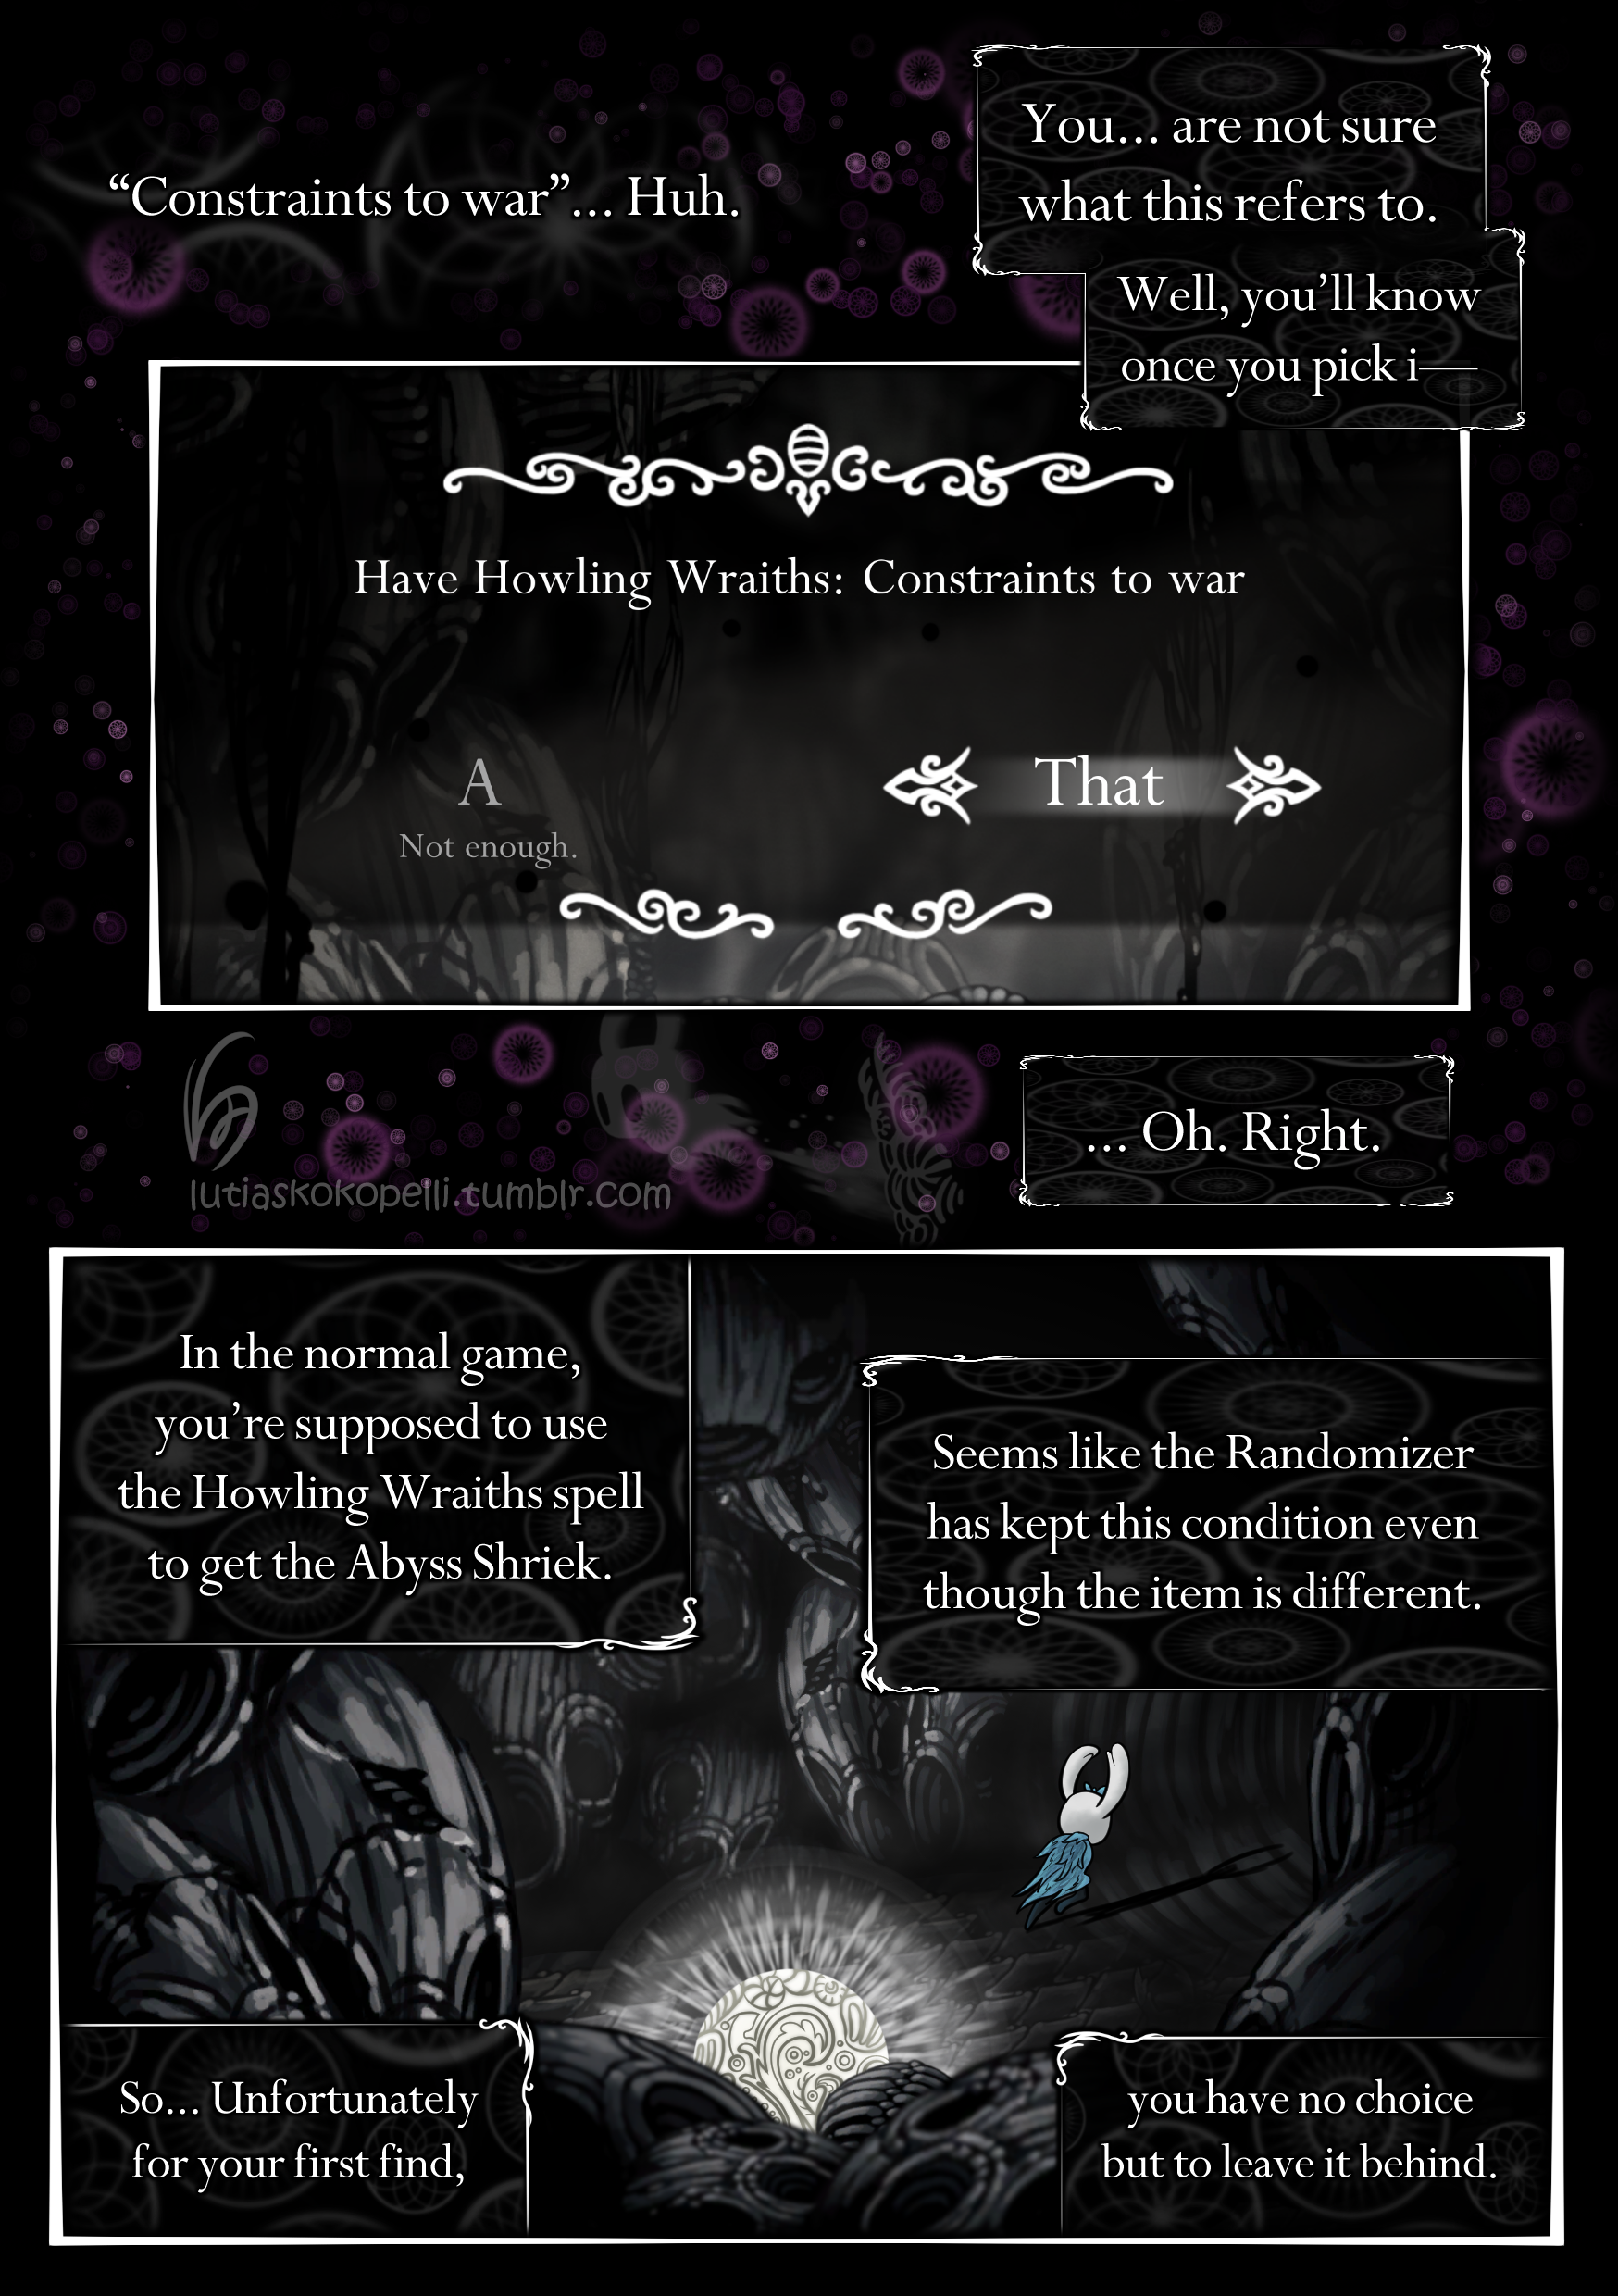 “Constraints to war”... Huh.
You... are not sure
what this refers to.
Well, you’ll know
once you pick i—
Have Howling Wraiths: Constraints to war
A
Not enough.
That
lutiaskokopelli.tumblr.com
... Oh. Right.
In the normal game,
you’re supposed to use
the Howling Wraiths spell
to get the Abyss Shriek.
Seems like the Randomizer
has kept this condition even
though the item is different.
So... Unfortunately
for your first find,
you have no choice
but to leave it behind.